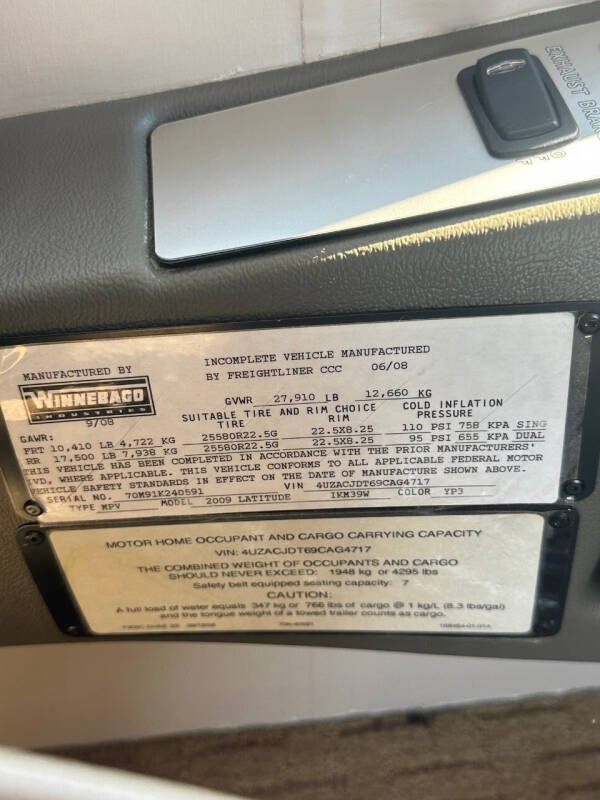 EXHAUST BRAKE
O
FF
MANUFACTURED BY
WINNEBAGO
INDUSTRIES
9/08
INCOMPLETE VEHICLE MANUFACTURED
BY FREIGHTLINER CCC 06/08
GVWR 27,910 LB 12,660 KG
SUITABLE TIRE AND RIM CHOICE COLD INFLATION
GAWR: TIRE RIM PRESSURE
FRT 10,410 LB 4,722 KG 25580R22.5G 22.5X8.25 110 PSI 758 KPA SING
RR 17,500 LB 7,938 KG 25580R22.5G 22.5X8.25 95 PSI 655 KPA DUAL
THIS VEHICLE HAS BEEN COMPLETED IN ACCORDANCE WITH THE PRIOR MANUFACTURERS'
IVD, WHERE APPLICABLE. THIS VEHICLE CONFORMS TO ALL APPLICABLE FEDERAL MOTOR
VEHICLE SAFETY STANDARDS IN EFFECT ON THE DATE OF MANUFACTURE SHOWN ABOVE.
SERIAL NO. 70M91K240591 VIN 4UZACJDT69CAG4717
TYPE MPV MODEL 2009 LATITUDE IKM39W COLOR YP3
MOTOR HOME OCCUPANT AND CARGO CARRYING CAPACITY
VIN: 4UZACJDT69CAG4717
THE COMBINED WEIGHT OF OCCUPANTS AND CARGO
SHOULD NEVER EXCEED: 1948 kg or 4295 lbs
Safety belt equipped seating capacity: 7
CAUTION:
A full load of water equals 347 kg or 766 lbs of cargo @ 1 kg/L (8.3 lbs/gal)
and the tongue weight of a towed trailer counts as cargo.